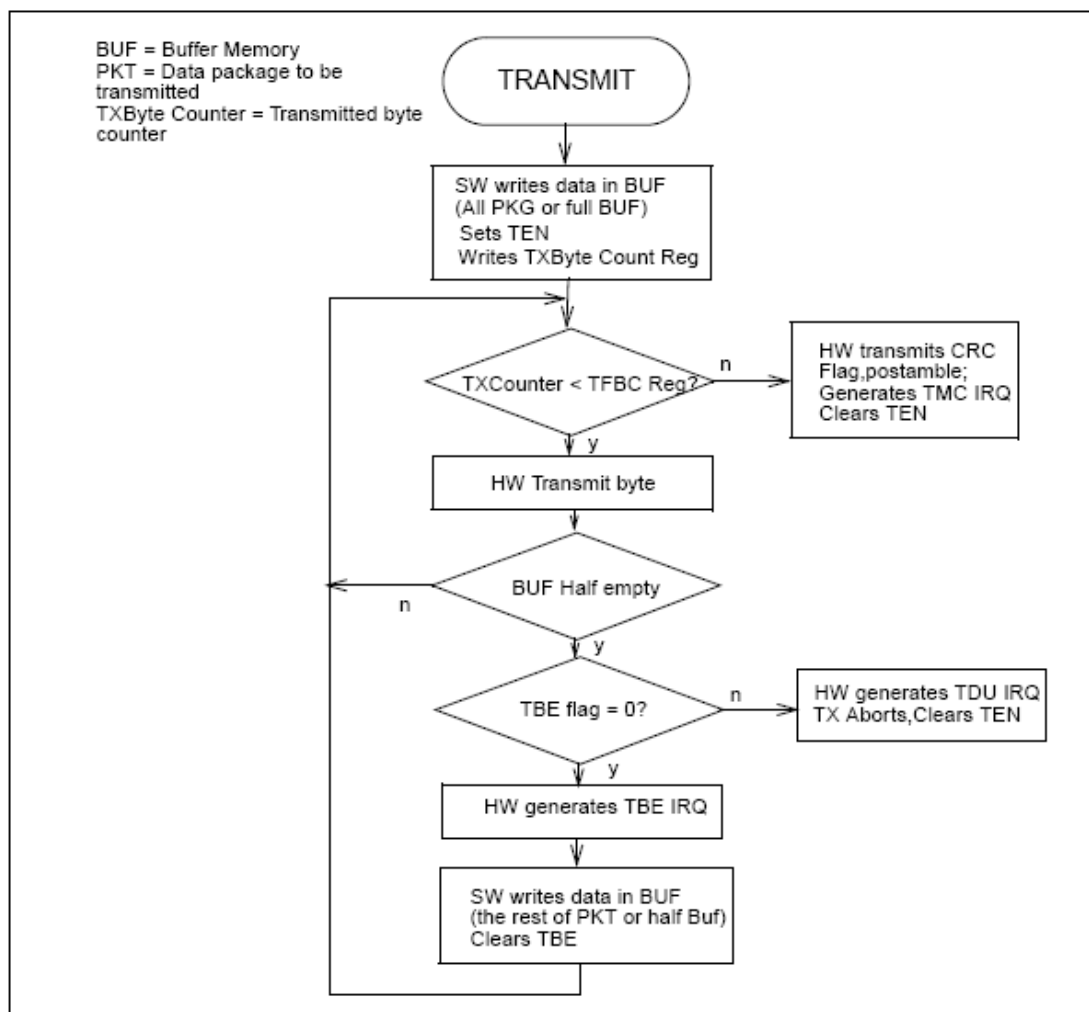 BUF = Buffer Memory
PKT = Data package to be
transmitted
TXByte Counter = Transmitted byte
counter
TRANSMIT
SW writes data in BUF
(All PKG or full BUF)
Sets TEN
Writes TXByte Count Reg
TXCounter < TFBC Reg?
n
HW transmits CRC
Flag,postamble;
Generates TMC IRQ
Clears TEN
y
HW Transmit byte
BUF Half empty
n
y
TBE flag = 0?
n
HW generates TDU IRQ
TX Aborts,Clears TEN
y
HW generates TBE IRQ
SW writes data in BUF
(the rest of PKT or half Buf)
Clears TBE